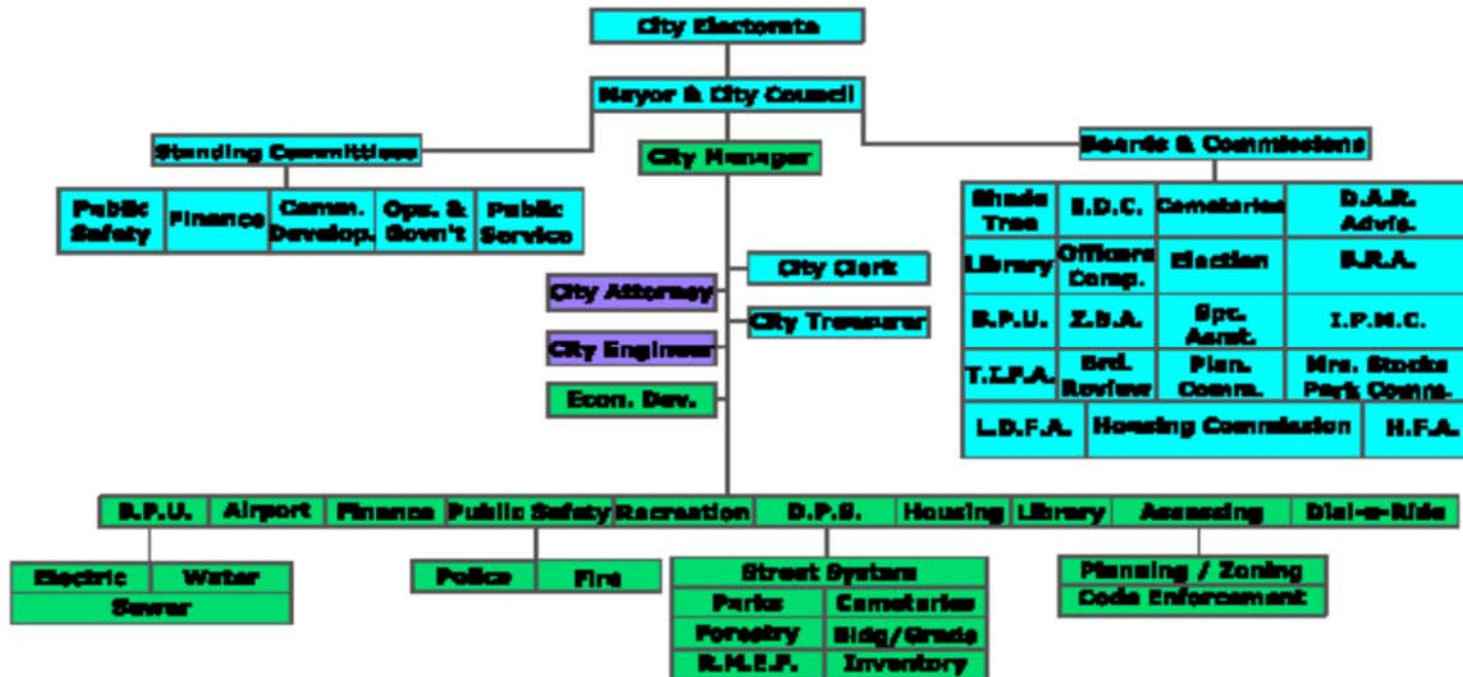 City Electorate
Mayor & City Council
Standing Committees
City Manager
Boards & Commissions
Public Safety
Finance
Comm. Develop.
Ops. & Govn't
Public Service
Shade Tree
E.D.C.
Cemetaries
D.A.R. Advis.
Library
Officers Comp.
Election
B.R.A.
B.P.U.
Z.b.A.
Spc. Asmt.
I.P.M.C.
T.I.F.A.
Brd. Review
Plan. Comm.
Mrs. Stocks Park Comm.
L.D.F.A.
Housing Commission
H.F.A.
City Clerk
City Attorney
City Treasurer
City Engineer
Econ. Dev.
B.P.U.
Airport
Finance
Public Safety
Recreation
D.P.S.
Housing
Library
Assessing
Dial-a-Ride
Electric
Water
Sewer
Police
Fire
Street System
Parks
Cemetaries
Forestry
Bldg/Grade
R.M.E.F.
Inventory
Planning / Zoning
Code Enforcement